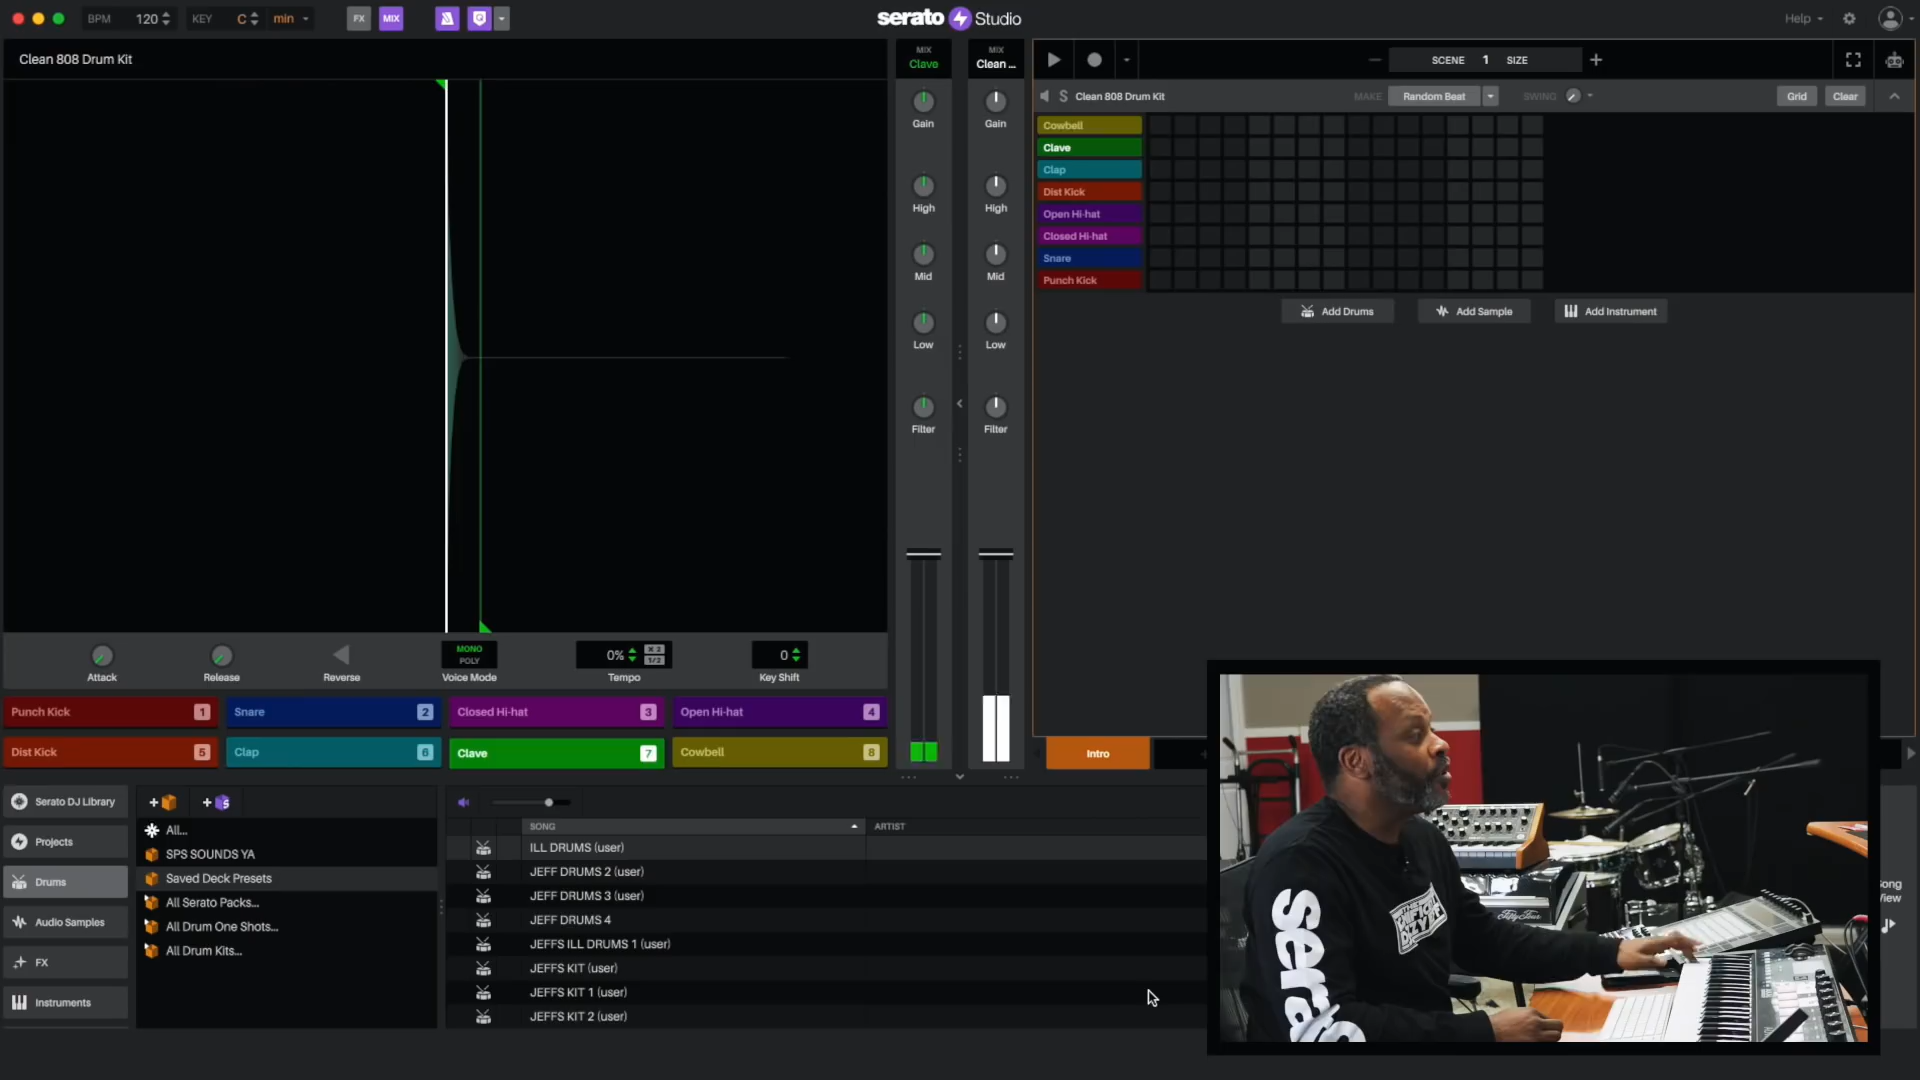 BPM 120 KEY C min FX MIX serato Studio Help
Clean 808 Drum Kit
MIX
Clave
MIX
Clean ...
Gain
Gain
High
High
Mid
Mid
Low
Low
Filter
Filter
SCENE 1 SIZE
S Clean 808 Drum Kit MAKE Random Beat SWING Grid Clear
Cowbell
Clave
Clap
Dist Kick
Open Hi-hat
Closed Hi-hat
Snare
Punch Kick
Add Drums Add Sample Add Instrument
Attack
Release
Reverse
MONO
POLY
Voice Mode
0% X 2
1/2
Tempo
0
Key Shift
Punch Kick 1 Snare 2 Closed Hi-hat 3 Open Hi-hat 4
Dist Kick 5 Clap 6 Clave 7 Cowbell 8
Intro
Serato DJ Library
Projects
Drums
Audio Samples
FX
Instruments
All...
SPS SOUNDS YA
Saved Deck Presets
All Serato Packs...
All Drum One Shots...
All Drum Kits...
SONG ARTIST
ILL DRUMS (user)
JEFF DRUMS 2 (user)
JEFF DRUMS 3 (user)
JEFF DRUMS 4
JEFFS ILL DRUMS 1 (user)
JEFFS KIT (user)
JEFFS KIT 1 (user)
JEFFS KIT 2 (user)
ong
iew
sera